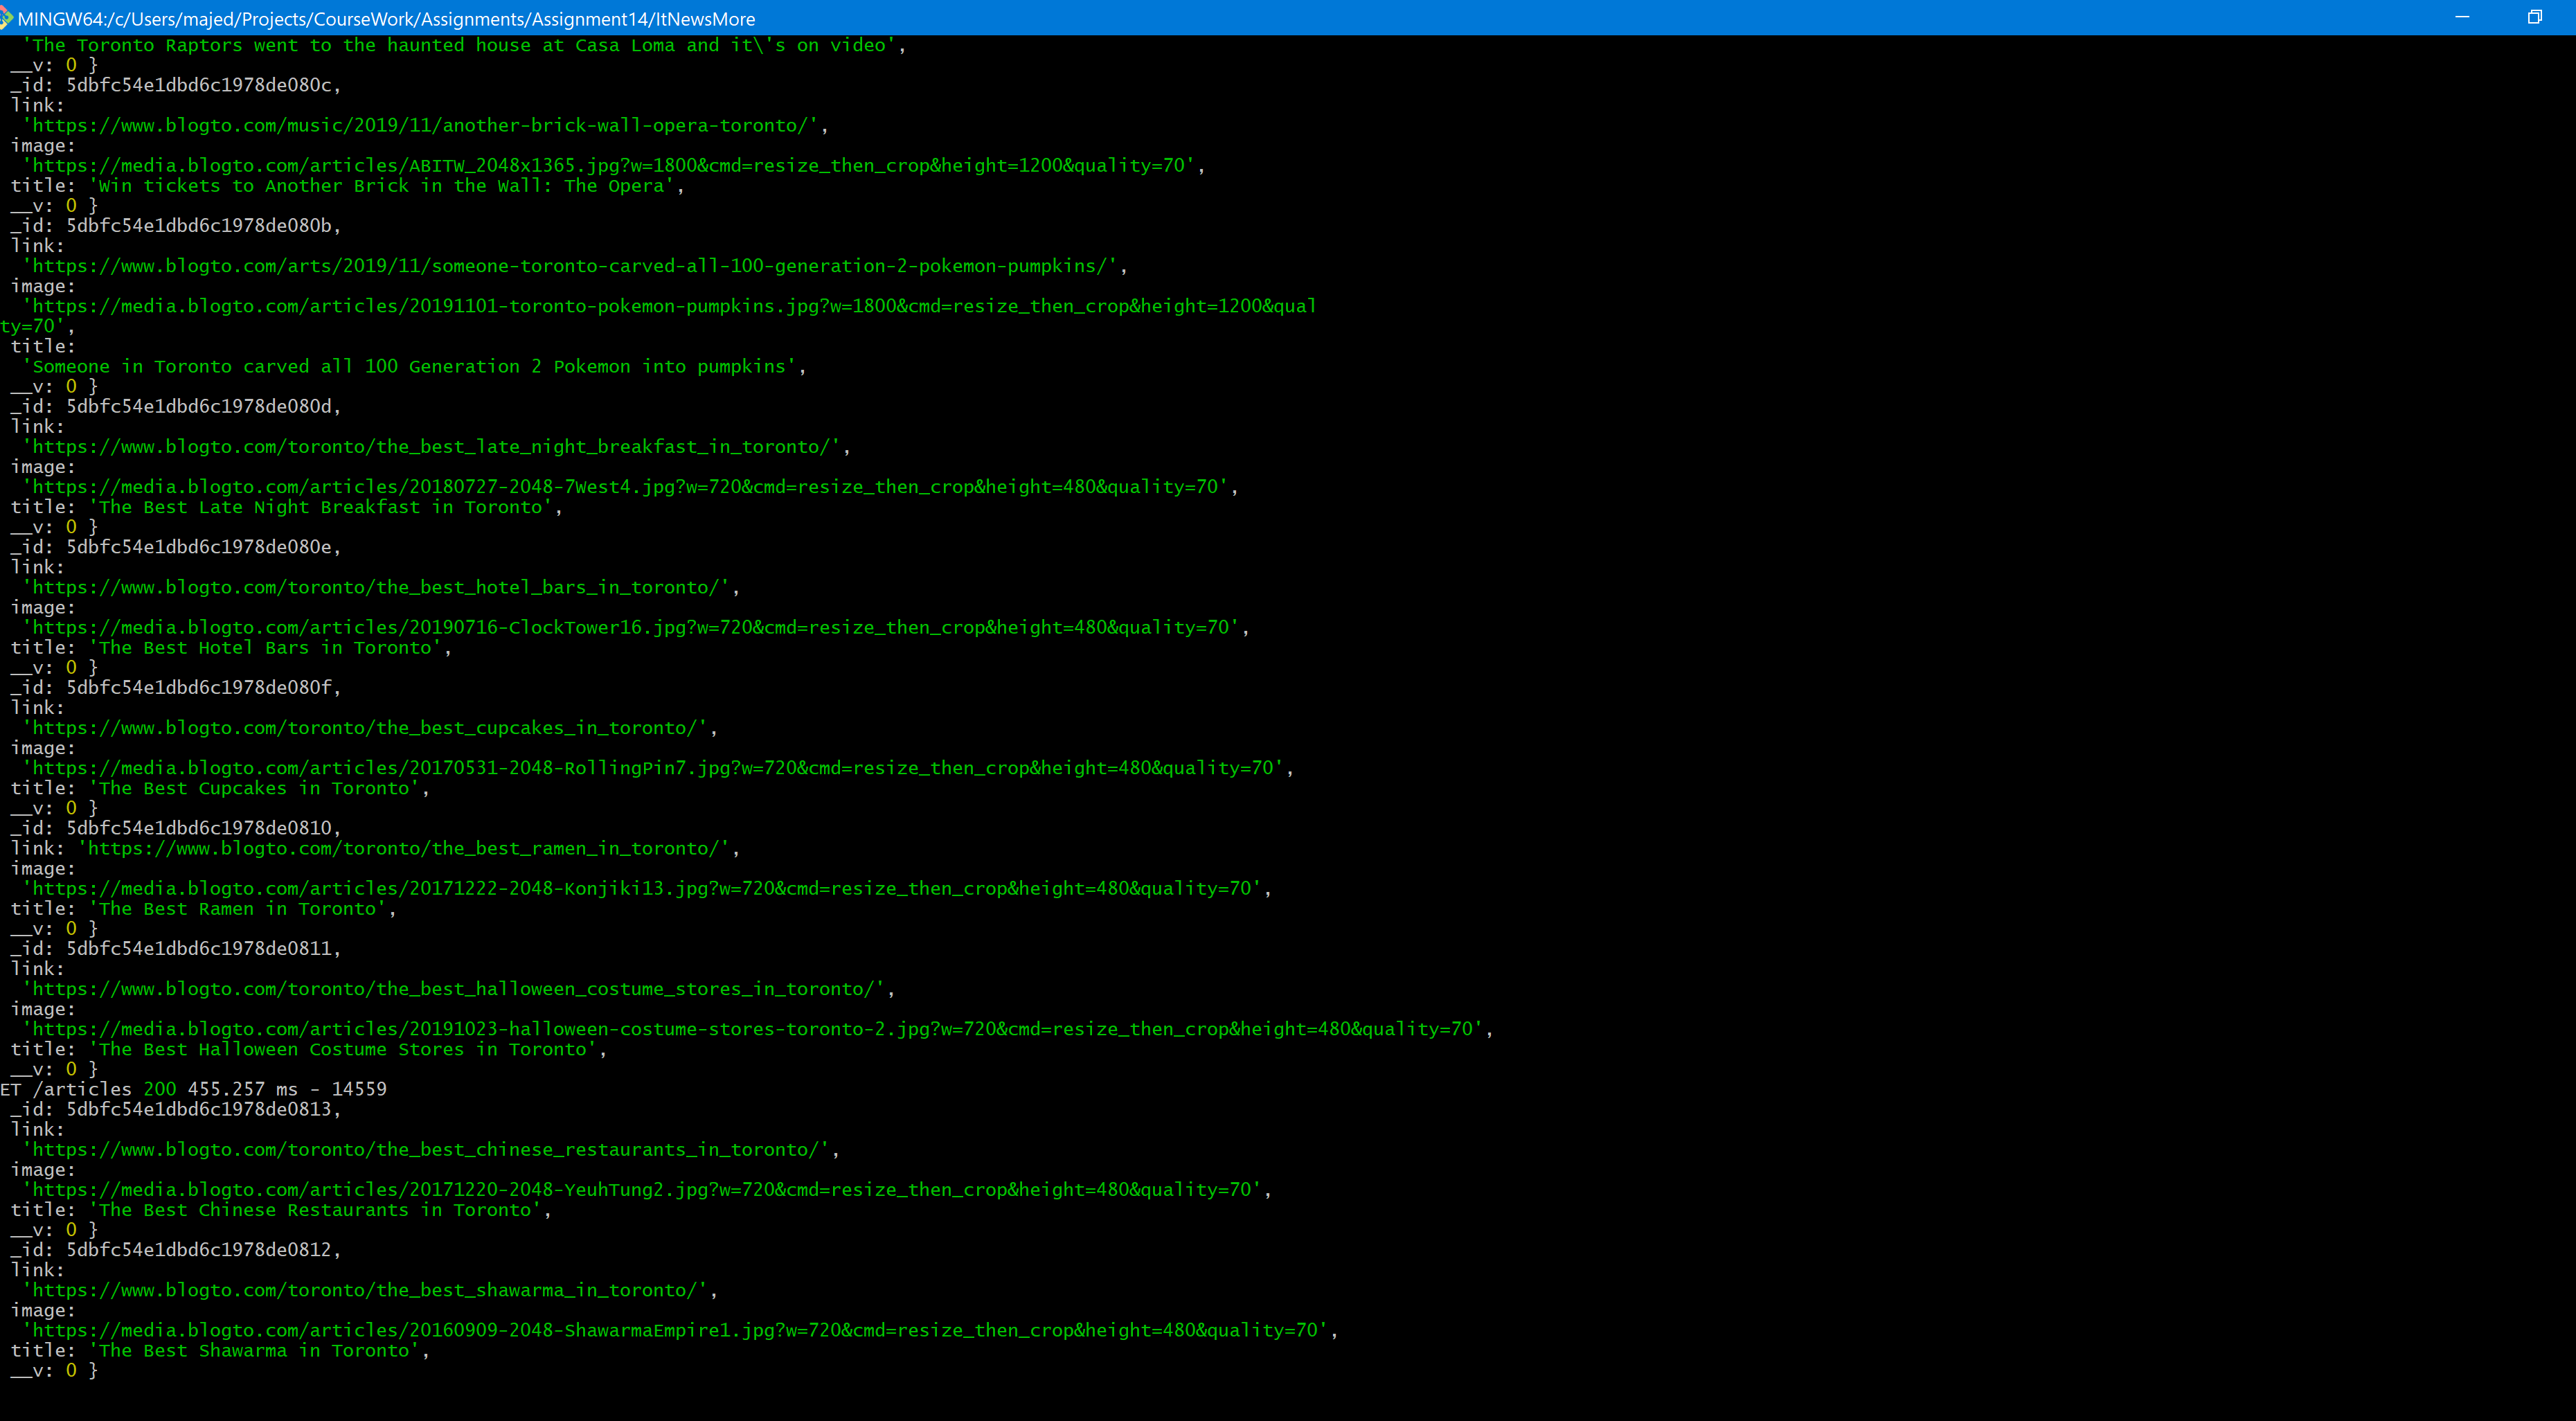 MINGW64:/c/Users/majed/Projects/CourseWork/Assignments/Assignment14/ItNewsMore
'The Toronto Raptors went to the haunted house at Casa Loma and it\'s on video',
__v: 0 }
_id: 5dbfc54e1dbd6c1978de080c,
link:
'https://www.blogto.com/music/2019/11/another-brick-wall-opera-toronto/',
image:
'https://media.blogto.com/articles/ABITW_2048x1365.jpg?w=1800&cmd=resize_then_crop&height=1200&quality=70',
title: 'Win tickets to Another Brick in the Wall: The Opera',
__v: 0 }
_id: 5dbfc54e1dbd6c1978de080b,
link:
'https://www.blogto.com/arts/2019/11/someone-toronto-carved-all-100-generation-2-pokemon-pumpkins/',
image:
'https://media.blogto.com/articles/20191101-toronto-pokemon-pumpkins.jpg?w=1800&cmd=resize_then_crop&height=1200&qual
ty=70',
title:
'Someone in Toronto carved all 100 Generation 2 Pokemon into pumpkins',
__v: 0 }
_id: 5dbfc54e1dbd6c1978de080d,
link:
'https://www.blogto.com/toronto/the_best_late_night_breakfast_in_toronto/',
image:
'https://media.blogto.com/articles/20180727-2048-7West4.jpg?w=720&cmd=resize_then_crop&height=480&quality=70',
title: 'The Best Late Night Breakfast in Toronto',
__v: 0 }
_id: 5dbfc54e1dbd6c1978de080e,
link:
'https://www.blogto.com/toronto/the_best_hotel_bars_in_toronto/',
image:
'https://media.blogto.com/articles/20190716-ClockTower16.jpg?w=720&cmd=resize_then_crop&height=480&quality=70',
title: 'The Best Hotel Bars in Toronto',
__v: 0 }
_id: 5dbfc54e1dbd6c1978de080f,
link:
'https://www.blogto.com/toronto/the_best_cupcakes_in_toronto/',
image:
'https://media.blogto.com/articles/20170531-2048-RollingPin7.jpg?w=720&cmd=resize_then_crop&height=480&quality=70',
title: 'The Best Cupcakes in Toronto',
__v: 0 }
_id: 5dbfc54e1dbd6c1978de0810,
link: 'https://www.blogto.com/toronto/the_best_ramen_in_toronto/',
image:
'https://media.blogto.com/articles/20171222-2048-Konjiki13.jpg?w=720&cmd=resize_then_crop&height=480&quality=70',
title: 'The Best Ramen in Toronto',
__v: 0 }
_id: 5dbfc54e1dbd6c1978de0811,
link:
'https://www.blogto.com/toronto/the_best_halloween_costume_stores_in_toronto/',
image:
'https://media.blogto.com/articles/20191023-halloween-costume-stores-toronto-2.jpg?w=720&cmd=resize_then_crop&height=480&quality=70',
title: 'The Best Halloween Costume Stores in Toronto',
__v: 0 }
ET /articles 200 455.257 ms - 14559
_id: 5dbfc54e1dbd6c1978de0813,
link:
'https://www.blogto.com/toronto/the_best_chinese_restaurants_in_toronto/',
image:
'https://media.blogto.com/articles/20171220-2048-YeuhTung2.jpg?w=720&cmd=resize_then_crop&height=480&quality=70',
title: 'The Best Chinese Restaurants in Toronto',
__v: 0 }
_id: 5dbfc54e1dbd6c1978de0812,
link:
'https://www.blogto.com/toronto/the_best_shawarma_in_toronto/',
image:
'https://media.blogto.com/articles/20160909-2048-ShawarmaEmpire1.jpg?w=720&cmd=resize_then_crop&height=480&quality=70',
title: 'The Best Shawarma in Toronto',
__v: 0 }